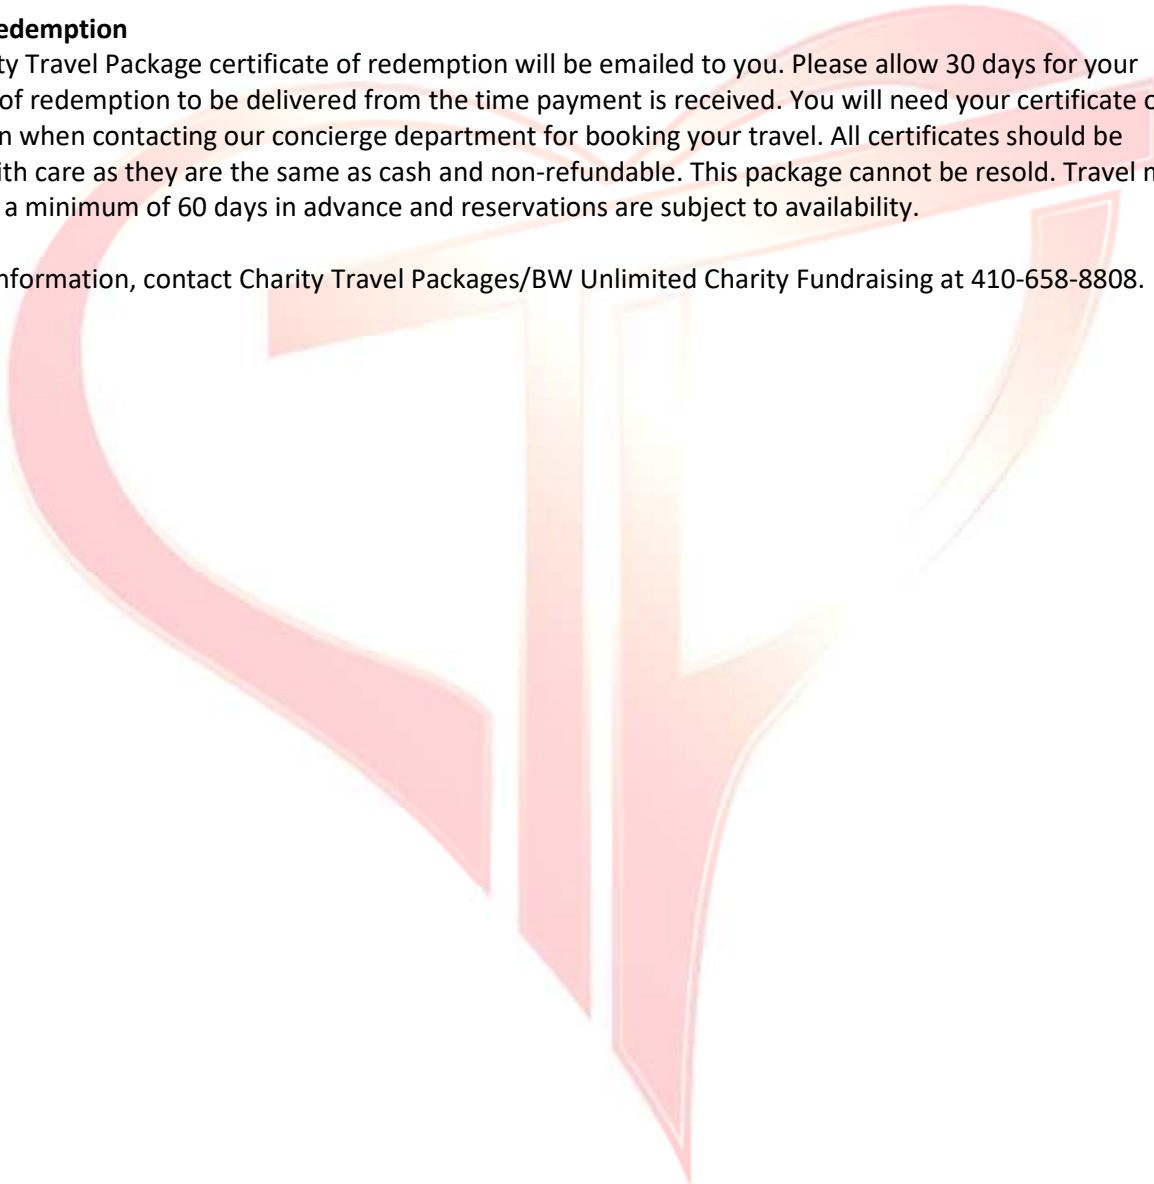 edemption
ty Travel Package certificate of redemption will be emailed to you. Please allow 30 days for your
of redemption to be delivered from the time payment is received. You will need your certificate o
n when contacting our concierge department for booking your travel. All certificates should be
ith care as they are the same as cash and non-refundable. This package cannot be resold. Travel m
a minimum of 60 days in advance and reservations are subject to availability.
nformation, contact Charity Travel Packages/BW Unlimited Charity Fundraising at 410-658-8808.